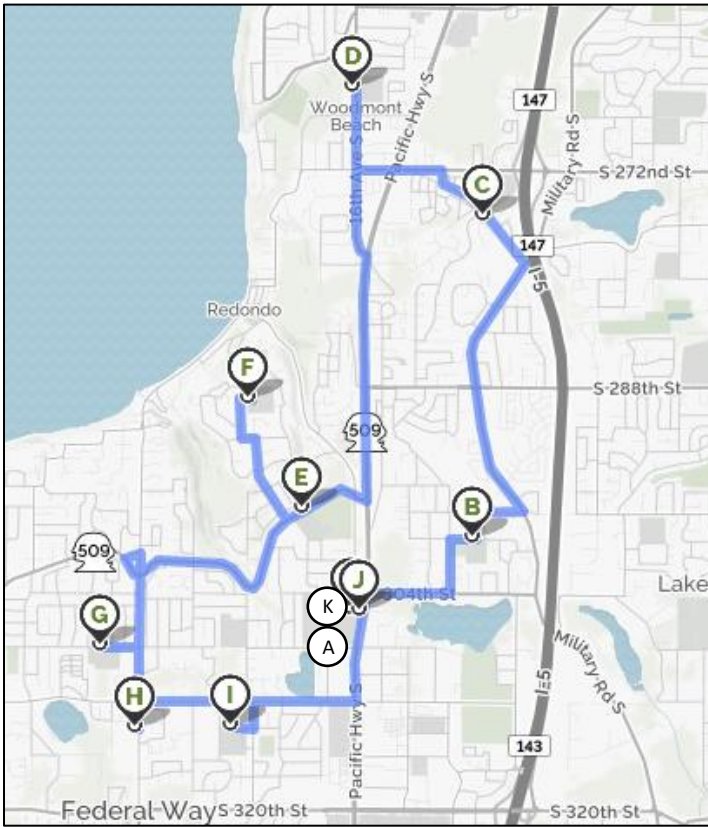 D
Woodmont
Beach
147
Pacific Hwy S
S 272nd St
16th Ave S
C
Military Rd S
147
I-5
Redondo
F
S 288th St
509
E
B
509
J
304th St
K
Lake
G
A
Military Rd S
H
I
I-5
Pacific Hwy S
143
Federal Way
S 320th St
S 320th St